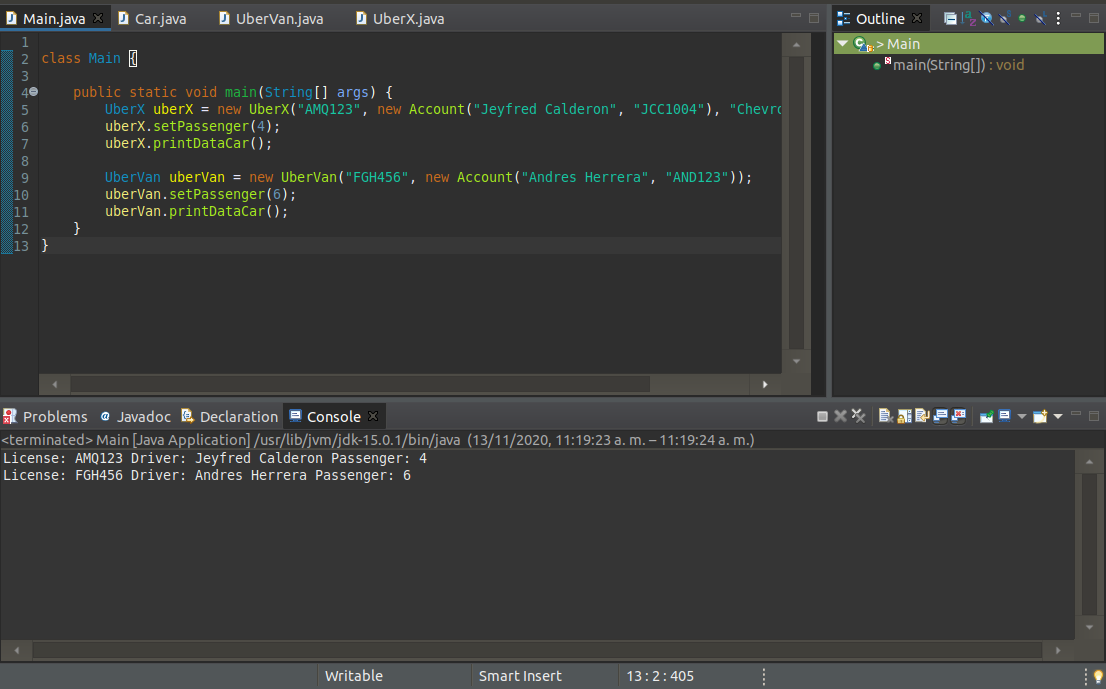 Main.java Car.java UberVan.java UberX.java
1
2 class Main {
3
4 public static void main(String[] args) {
5 UberX uberX = new UberX("AMQ123", new Account("Jeyfred Calderon", "JCC1004"), "Chevro
6 uberX.setPassenger(4);
7 uberX.printDataCar();
8
9 UberVan uberVan = new UberVan("FGH456", new Account("Andres Herrera", "AND123"));
10 uberVan.setPassenger(6);
11 uberVan.printDataCar();
12 }
13 }
Outline
> Main
main(String[]) : void
Problems Javadoc Declaration Console
<terminated> Main [Java Application] /usr/lib/jvm/jdk-15.0.1/bin/java (13/11/2020, 11:19:23 a. m. – 11:19:24 a. m.)
License: AMQ123 Driver: Jeyfred Calderon Passenger: 4
License: FGH456 Driver: Andres Herrera Passenger: 6
Writable Smart Insert 13 : 2 : 405